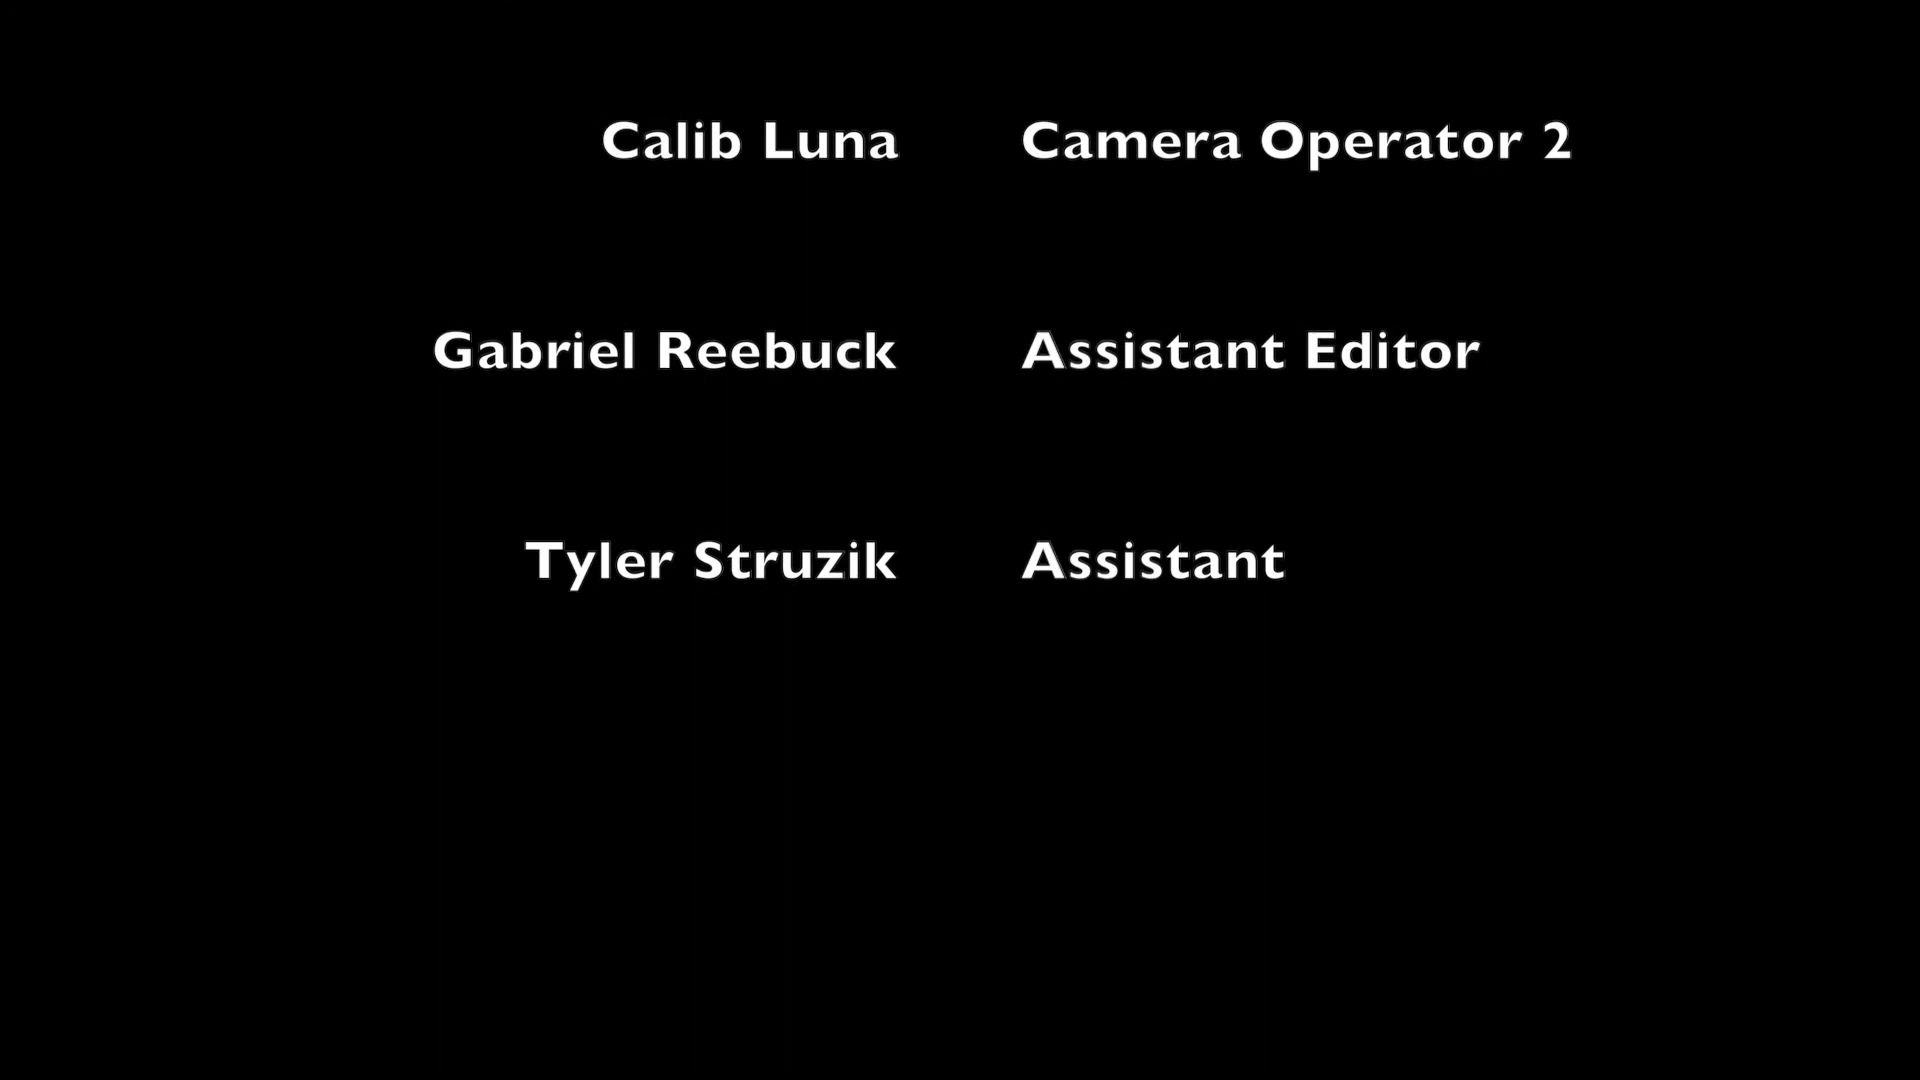 Calib Luna Camera Operator 2
Gabriel Reebuck Assistant Editor
Tyler Struzik Assistant